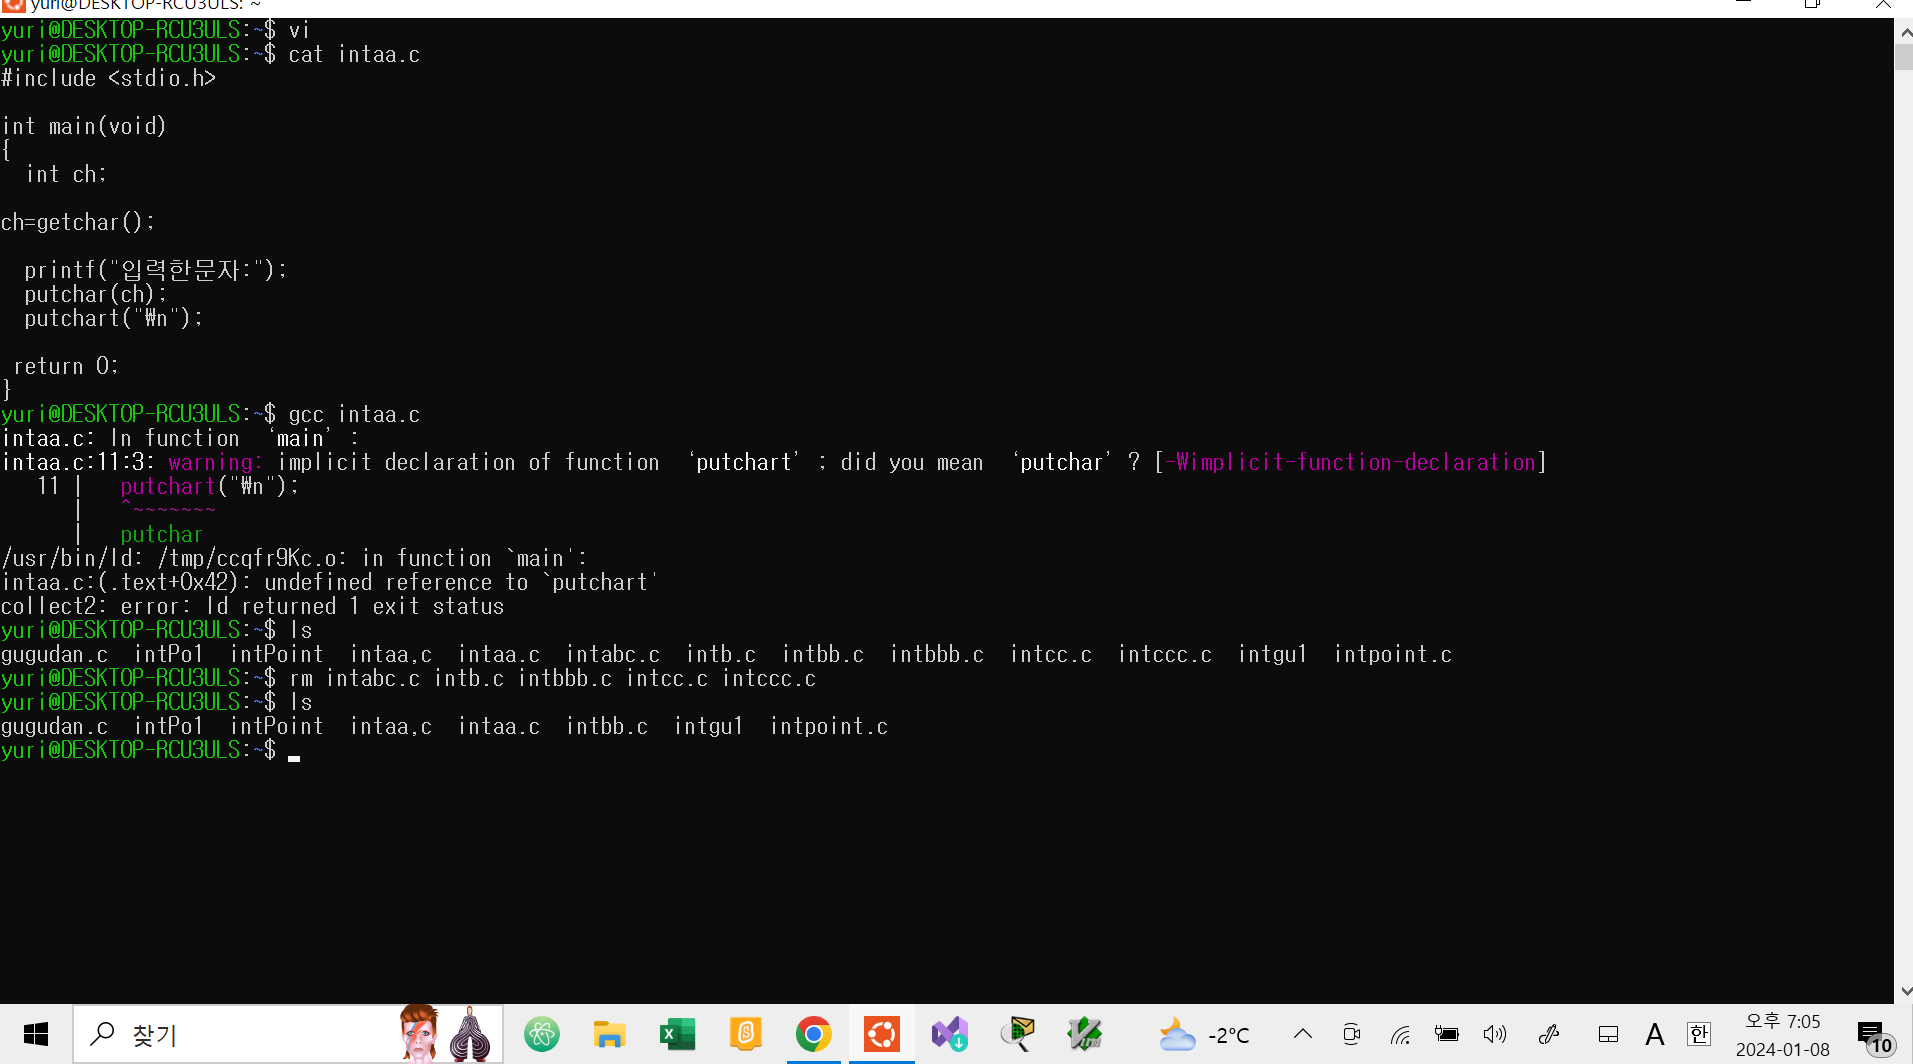 yuri@DESKTOP-RCU3ULS: ~
yuri@DESKTOP-RCU3ULS:~$ vi
yuri@DESKTOP-RCU3ULS:~$ cat intaa.c
#include <stdio.h>
int main(void)
{
int ch;
ch=getchar();
printf("입력한문자:");
putchar(ch);
putchart("₩n");
return 0;
}
yuri@DESKTOP-RCU3ULS:~$ gcc intaa.c
intaa.c: In function ‘main’:
intaa.c:11:3: warning: implicit declaration of function ‘putchart’; did you mean ‘putchar’? [-Wimplicit-function-declaration]
11 | putchart("₩n");
| ^~~~~~~~
| putchar
/usr/bin/ld: /tmp/ccqfr9Kc.o: in function `main':
intaa.c:(.text+0x42): undefined reference to `putchart'
collect2: error: ld returned 1 exit status
yuri@DESKTOP-RCU3ULS:~$ ls
gugudan.c intPo1 intPoint intaa,c intaa.c intabc.c intb.c intbb.c intbbb.c intcc.c intccc.c intgu1 intpoint.c
yuri@DESKTOP-RCU3ULS:~$ rm intabc.c intb.c intbbb.c intcc.c intccc.c
yuri@DESKTOP-RCU3ULS:~$ ls
gugudan.c intPo1 intPoint intaa,c intaa.c intbb.c intgu1 intpoint.c
yuri@DESKTOP-RCU3ULS:~$
찾기
-2°C
A
한
오후 7:05
2024-01-08
10